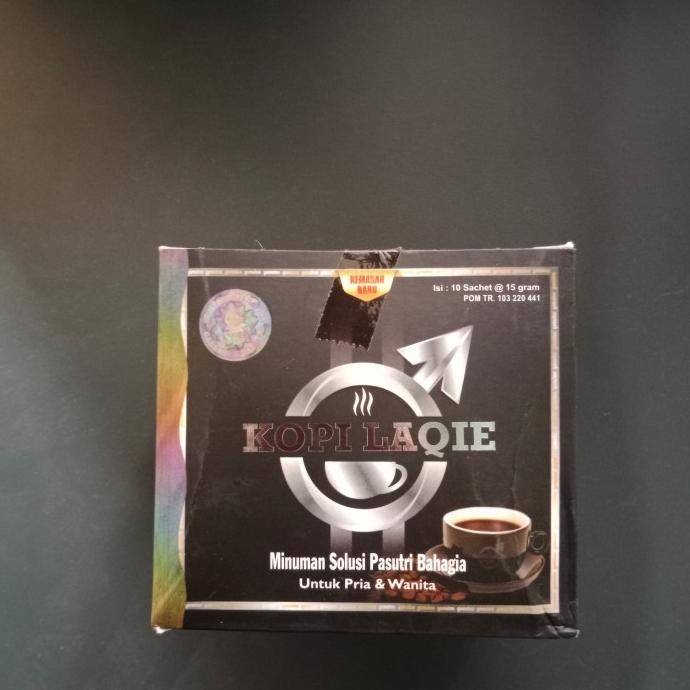 KEMASAN
BARU
Isi : 10 Sachet @ 15 gram
POM TR. 103 220 441
KOPI LAQIE
Minuman Solusi Pasutri Bahagia
Untuk Pria & Wanita